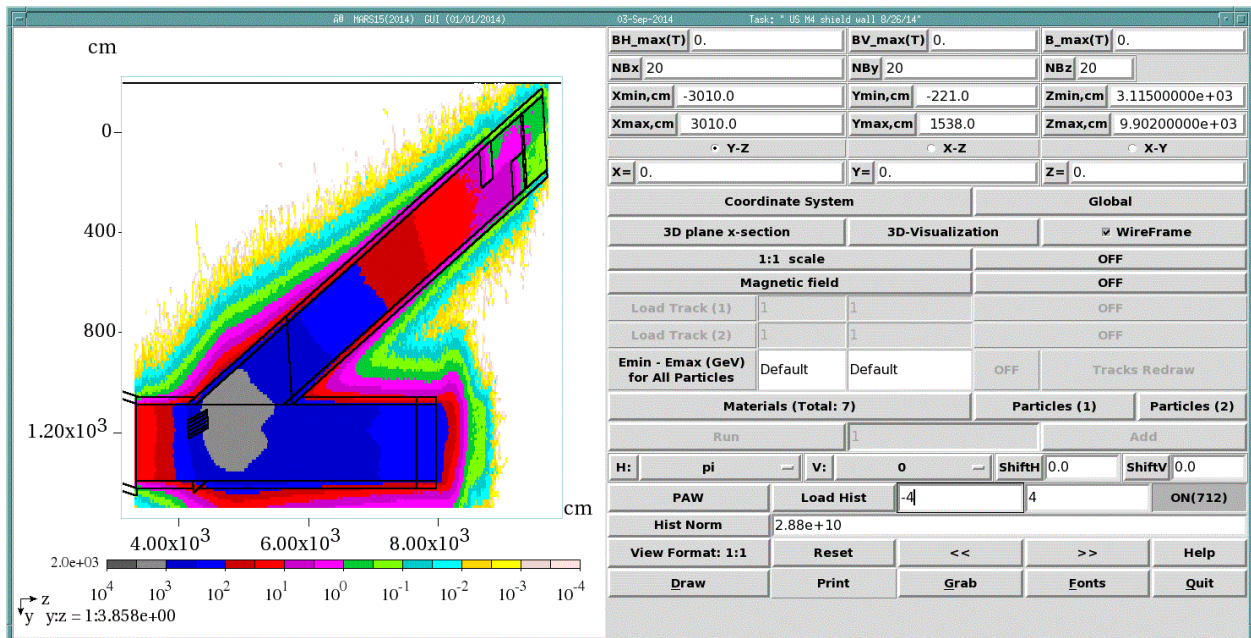 MARS15(2014) GUI (01/01/2014) 03-Sep-2014 Task: " US M4 shield wall 8/26/14"
cm
0
400
800
1.20x10³
cm
4.00x10³ 6.00x10³ 8.00x10³
2.0e+03
10⁴ 10³ 10² 10¹ 10⁰ 10⁻¹ 10⁻² 10⁻³ 10⁻⁴
z
y y:z = 1:3.858e+00
BH_max(T) 0. BV_max(T) 0. B_max(T) 0.
NBx 20 NBy 20 NBz 20
Xmin,cm -3010.0 Ymin,cm -221.0 Zmin,cm 3.11500000e+03
Xmax,cm 3010.0 Ymax,cm 1538.0 Zmax,cm 9.90200000e+03
Y-Z X-Z X-Y
X= 0. Y= 0. Z= 0.
Coordinate System Global
3D plane x-section 3D-Visualization WireFrame
1:1 scale OFF
Magnetic field OFF
Load Track (1) 1 1 OFF
Load Track (2) 1 1 OFF
Emin - Emax (GeV)
for All Particles Default Default OFF Tracks Redraw
Materials (Total: 7) Particles (1) Particles (2)
Run 1 Add
H: pi V: 0 ShiftH 0.0 ShiftV 0.0
PAW Load Hist -4 4 ON(712)
Hist Norm 2.88e+10
View Format: 1:1 Reset << >> Help
Draw Print Grab Fonts Quit